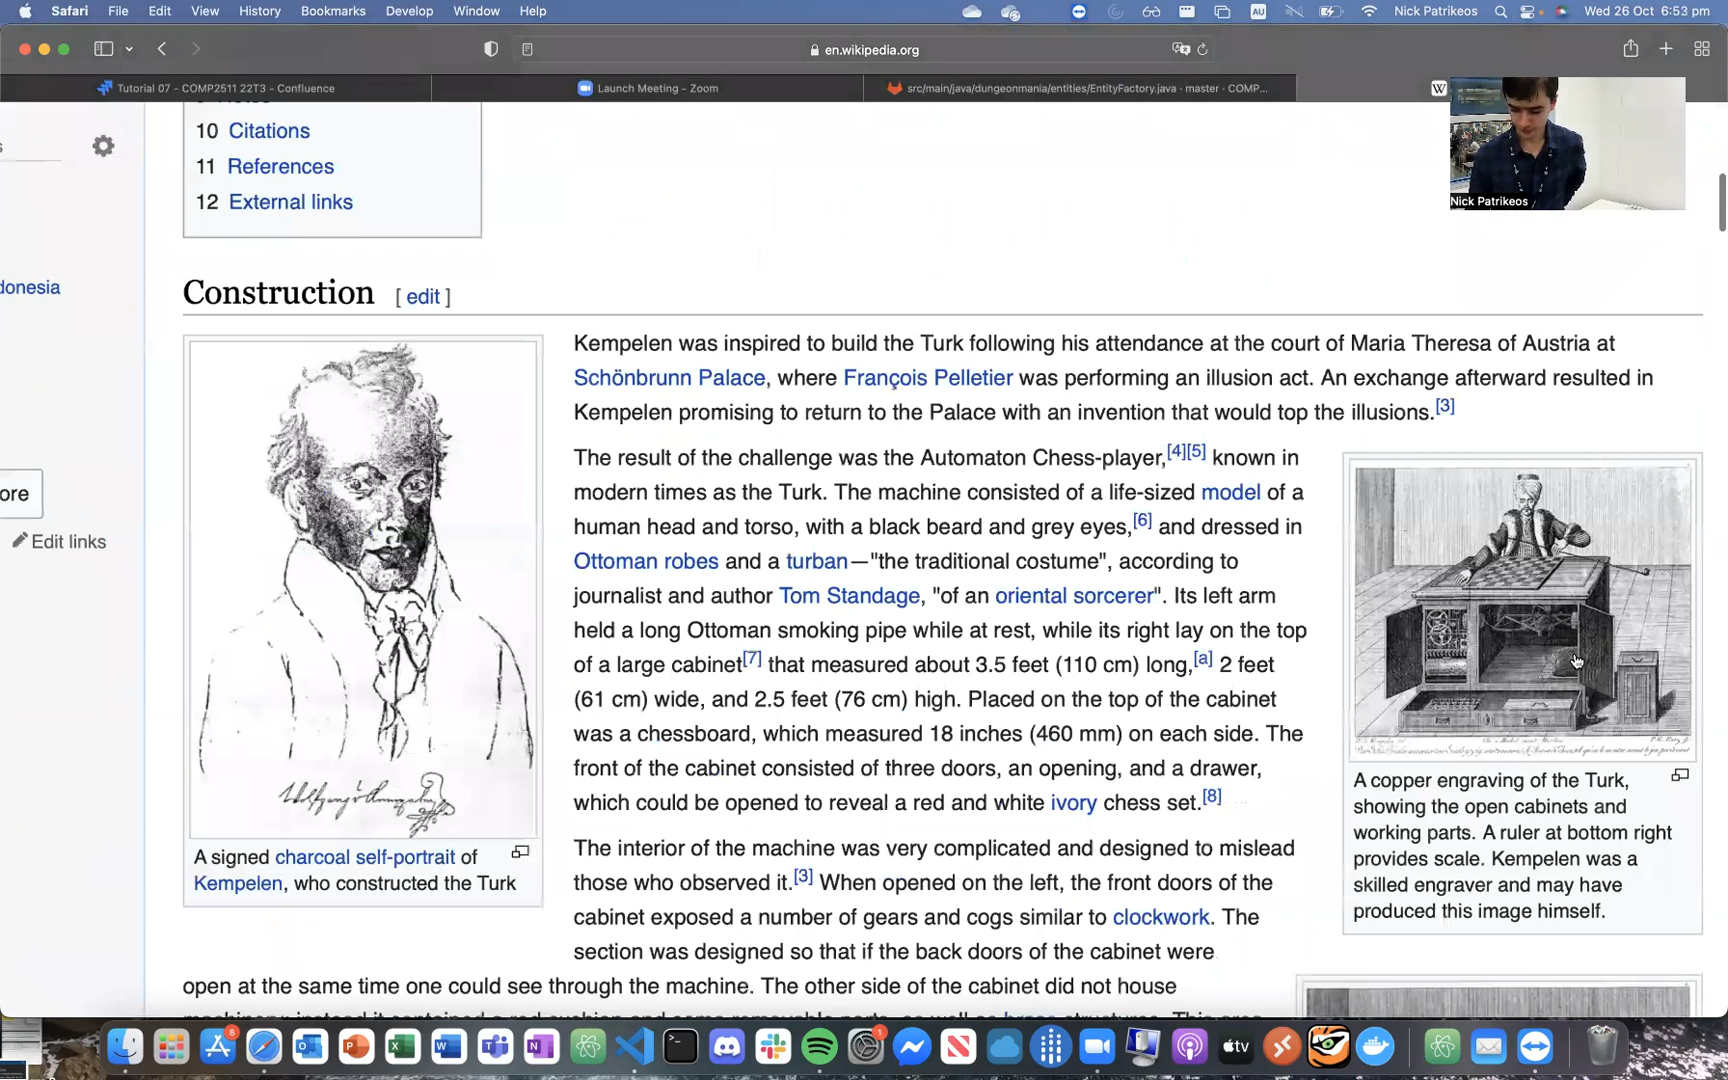 Safari File Edit View History Bookmarks Develop Window Help
AU Nick Patrikeos Wed 26 Oct 6:53 pm
en.wikipedia.org
Tutorial 07 - COMP2511 22T3 - Confluence
Launch Meeting - Zoom
src/main/java/dungeonmania/entities/EntityFactory.java · master · COMP...
W
Nick Patrikeos
10 Citations
11 References
12 External links
donesia
ore
Edit links
Construction [ edit ]
Kempelen was inspired to build the Turk following his attendance at the court of Maria Theresa of Austria at
Schönbrunn Palace, where François Pelletier was performing an illusion act. An exchange afterward resulted in
Kempelen promising to return to the Palace with an invention that would top the illusions.[3]
The result of the challenge was the Automaton Chess-player,[4][5] known in
modern times as the Turk. The machine consisted of a life-sized model of a
human head and torso, with a black beard and grey eyes,[6] and dressed in
Ottoman robes and a turban—"the traditional costume", according to
journalist and author Tom Standage, "of an oriental sorcerer". Its left arm
held a long Ottoman smoking pipe while at rest, while its right lay on the top
of a large cabinet[7] that measured about 3.5 feet (110 cm) long,[a] 2 feet
(61 cm) wide, and 2.5 feet (76 cm) high. Placed on the top of the cabinet
was a chessboard, which measured 18 inches (460 mm) on each side. The
front of the cabinet consisted of three doors, an opening, and a drawer,
which could be opened to reveal a red and white ivory chess set.[8]
The interior of the machine was very complicated and designed to mislead
those who observed it.[3] When opened on the left, the front doors of the
cabinet exposed a number of gears and cogs similar to clockwork. The
section was designed so that if the back doors of the cabinet were
open at the same time one could see through the machine. The other side of the cabinet did not house
A signed charcoal self-portrait of
Kempelen, who constructed the Turk
A copper engraving of the Turk,
showing the open cabinets and
working parts. A ruler at bottom right
provides scale. Kempelen was a
skilled engraver and may have
produced this image himself.
8
1
tv